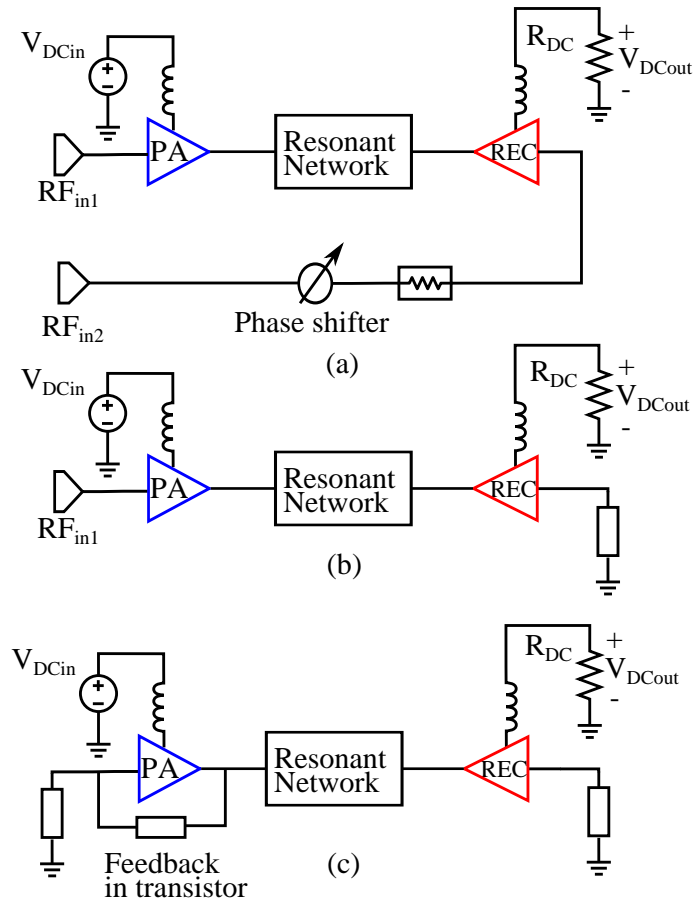 V_DCin
R_DC
+
V_DCout
-
PA
Resonant
Network
REC
RF_in1
RF_in2
Phase shifter
(a)
V_DCin
R_DC
+
V_DCout
-
PA
Resonant
Network
REC
RF_in1
(b)
V_DCin
R_DC
+
V_DCout
-
PA
Resonant
Network
REC
Feedback
in transistor
(c)